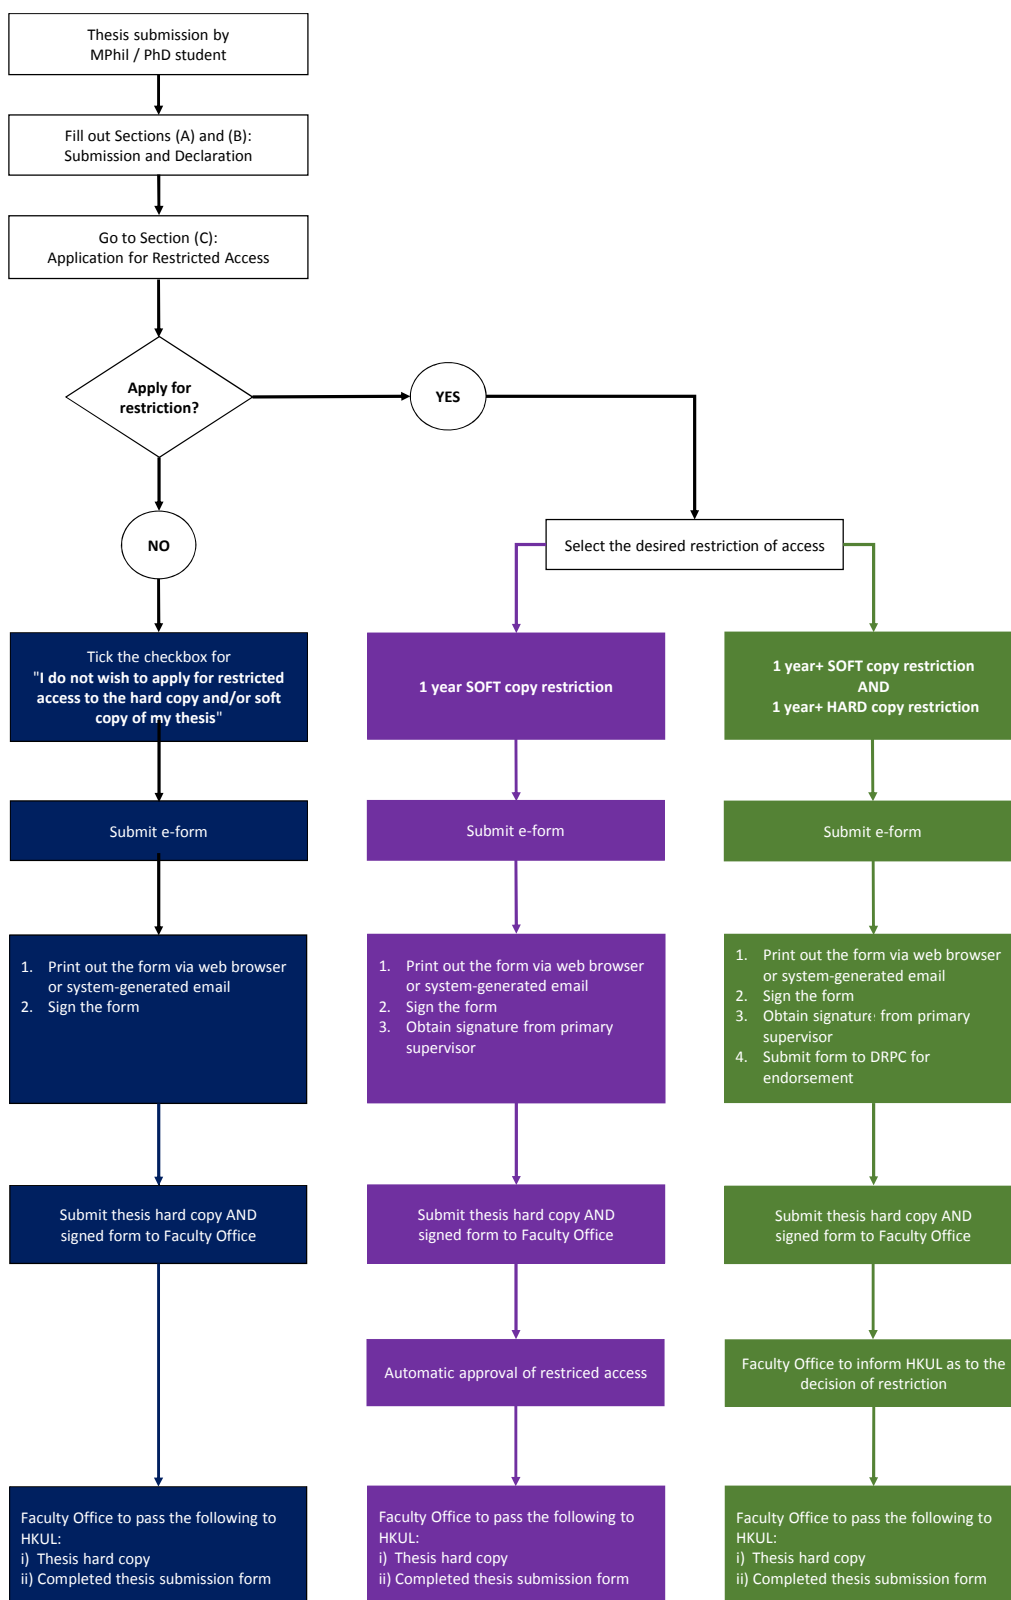 Thesis submission by
MPhil / PhD student
Fill out Sections (A) and (B):
Submission and Declaration
Go to Section (C):
Application for Restricted Access
Apply for
restriction?
YES
NO
Select the desired restriction of access
Tick the checkbox for
"I do not wish to apply for restricted
access to the hard copy and/or soft
copy of my thesis"
1 year SOFT copy restriction
1 year+ SOFT copy restriction
AND
1 year+ HARD copy restriction
Submit e-form
Submit e-form
Submit e-form
1. Print out the form via web browser
or system-generated email
2. Sign the form
1. Print out the form via web browser
or system-generated email
2. Sign the form
3. Obtain signature from primary
supervisor
1. Print out the form via web browser
or system-generated email
2. Sign the form
3. Obtain signature from primary
supervisor
4. Submit form to DRPC for
endorsement
Submit thesis hard copy AND
signed form to Faculty Office
Submit thesis hard copy AND
signed form to Faculty Office
Submit thesis hard copy AND
signed form to Faculty Office
Automatic approval of restriced access
Faculty Office to inform HKUL as to the
decision of restriction
Faculty Office to pass the following to
HKUL:
i) Thesis hard copy
ii) Completed thesis submission form
Faculty Office to pass the following to
HKUL:
i) Thesis hard copy
ii) Completed thesis submission form
Faculty Office to pass the following to
HKUL:
i) Thesis hard copy
ii) Completed thesis submission form